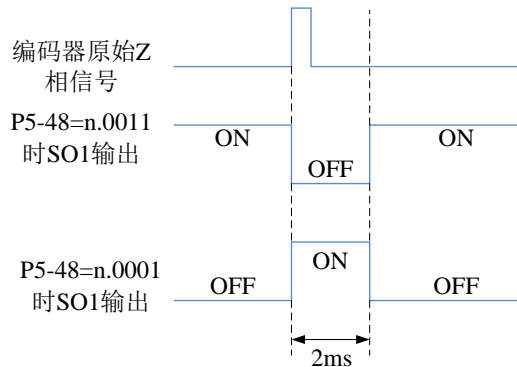 编码器原始Z
相信号
P5-48=n.0011
时SO1输出
ON
OFF
ON
P5-48=n.0001
时SO1输出
OFF
ON
OFF
2ms